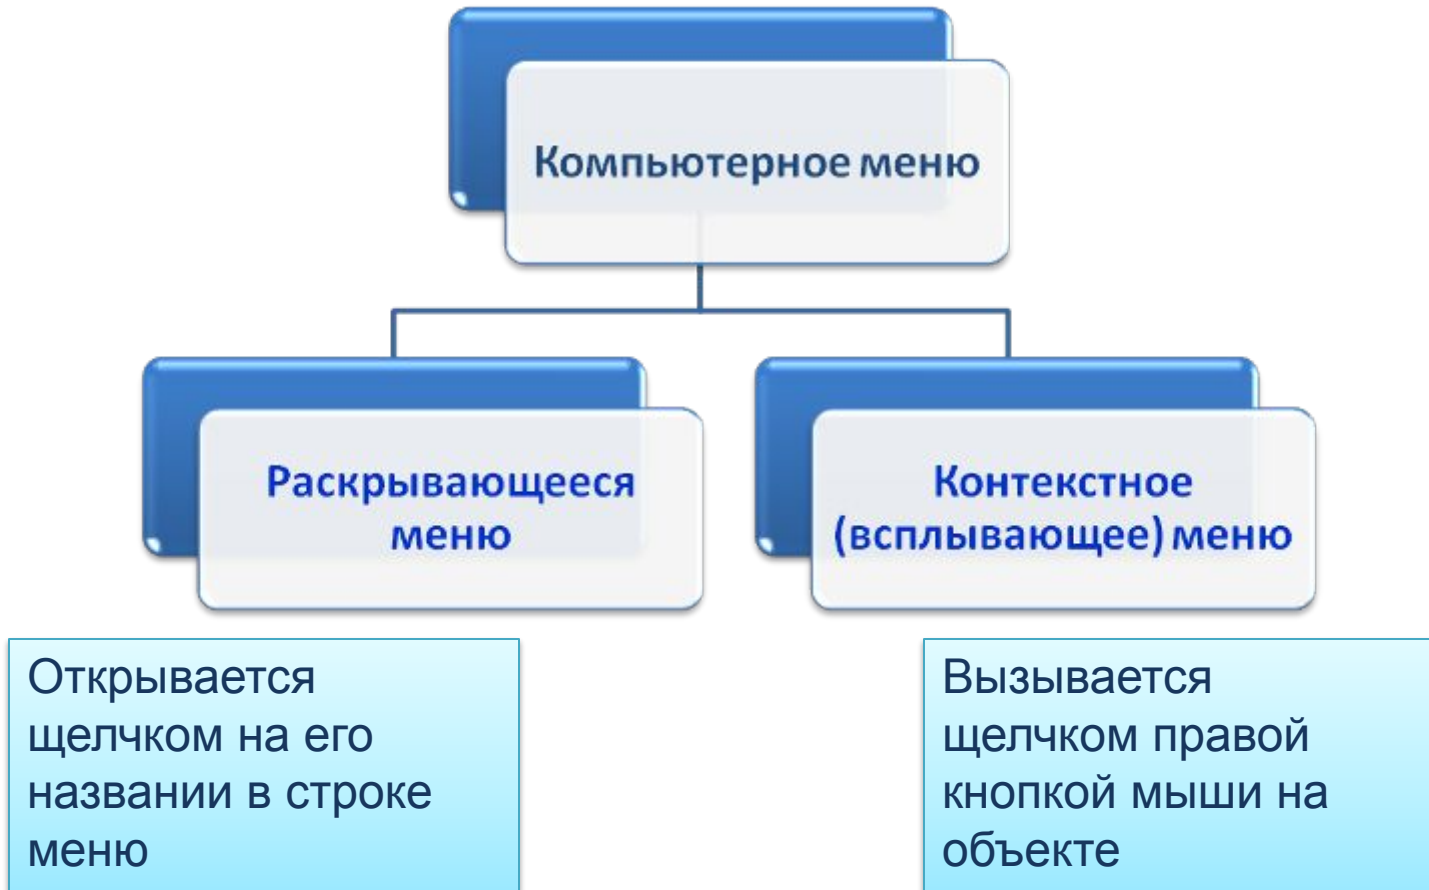 Компьютерное меню
Раскрывающееся
меню
Контекстное
(всплывающее) меню
Открывается
щелчком на его
названии в строке
меню
Вызывается
щелчком правой
кнопкой мыши на
объекте